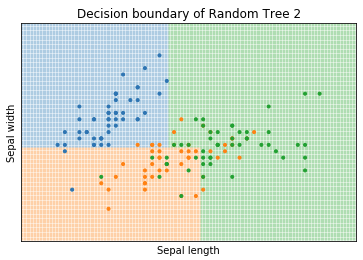 Decision boundary of Random Tree 2
Sepal width
Sepal length